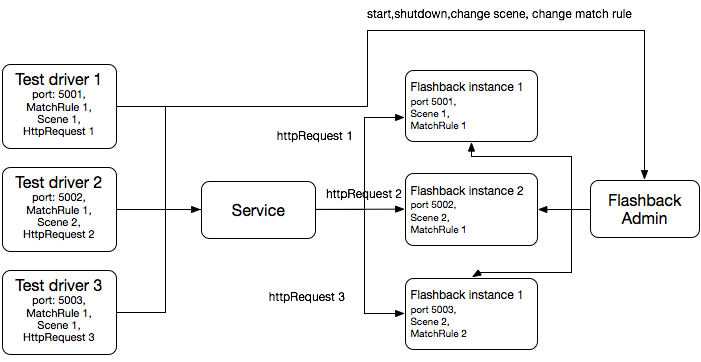 start,shutdown,change scene, change match rule
Test driver 1
port: 5001,
MatchRule 1,
Scene 1,
HttpRequest 1
Flashback instance 1
port 5001,
Scene 1,
MatchRule 1
httpRequest 1
Test driver 2
port: 5002,
MatchRule 1,
Scene 2,
HttpRequest 2
Service
httpRequest 2
Flashback instance 2
port 5002,
Scene 2,
MatchRule 1
Flashback
Admin
Test driver 3
port: 5003,
MatchRule 1,
Scene 1,
HttpRequest 3
httpRequest 3
Flashback instance 1
port 5003,
Scene 2,
MatchRule 2